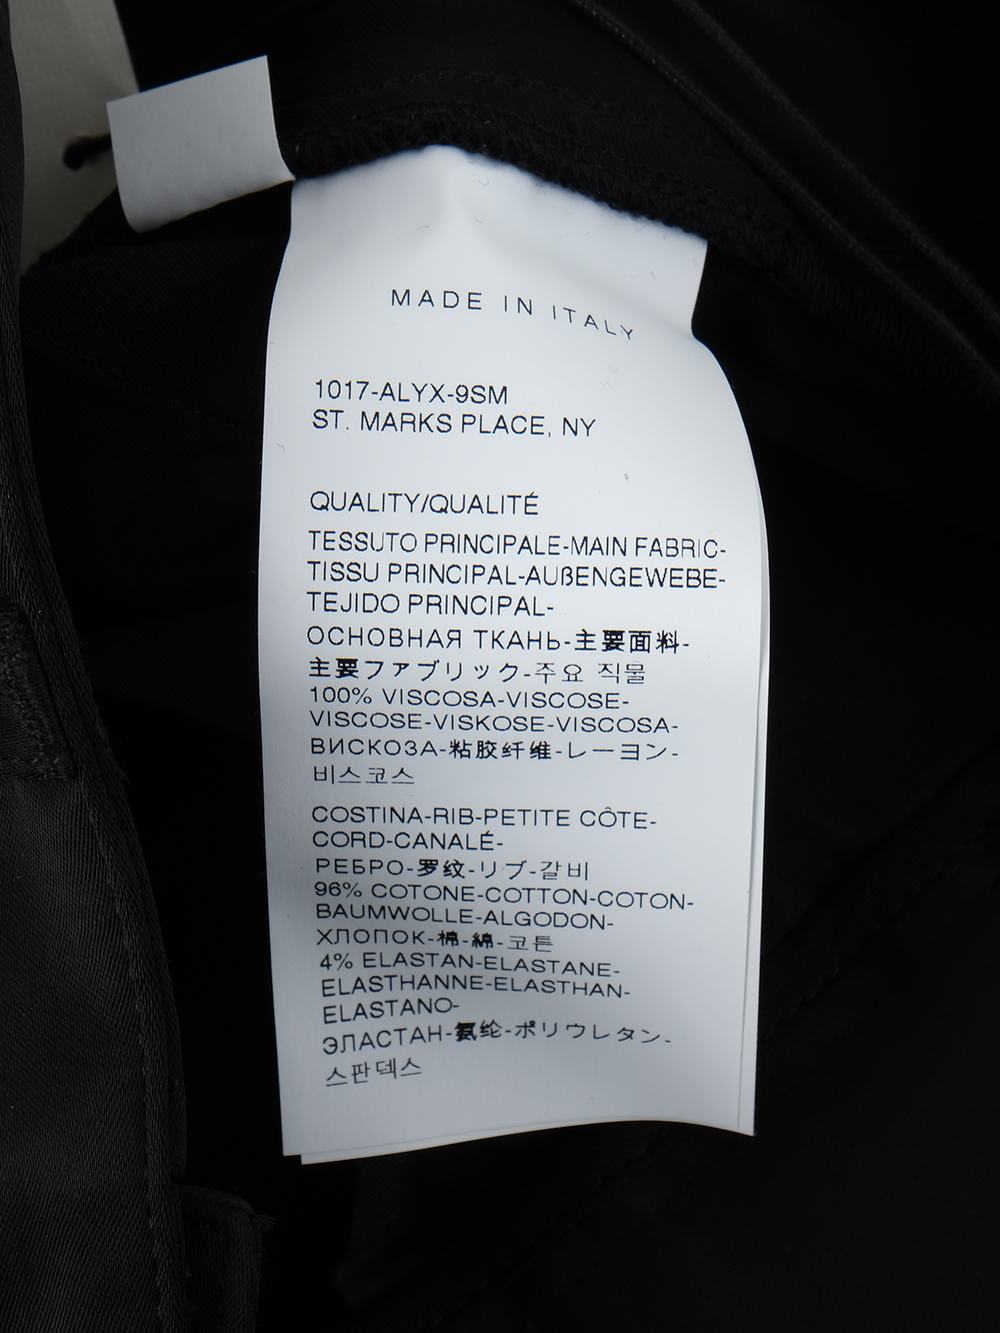 MADE IN ITALY
1017-ALYX-9SM
ST. MARKS PLACE, NY
QUALITY/QUALITÉ
TESSUTO PRINCIPALE-MAIN FABRIC-
TISSU PRINCIPAL-AUßENGEWEBE-
TEJIDO PRINCIPAL-
ОСНОВНАЯ ТКАНЬ-主要面料-
主要ファブリック-주요 직물
100% VISCOSA-VISCOSE-
VISCOSE-VISKOSE-VISCOSA-
ВИСКОЗА-粘胶纤维-レーヨン-
비스코스
COSTINA-RIB-PETITE CÔTE-
CORD-CANALÉ-
РЕБРО-罗纹-リブ-갈비
96% COTONE-COTTON-COTON-
BAUMWOLLE-ALGODON-
ХЛОПОК-棉-綿-코튼
4% ELASTAN-ELASTANE-
ELASTHANNE-ELASTHAN-
ELASTANO-
ЭЛАСТАН-氨纶-ポリウレタン-
스판덱스